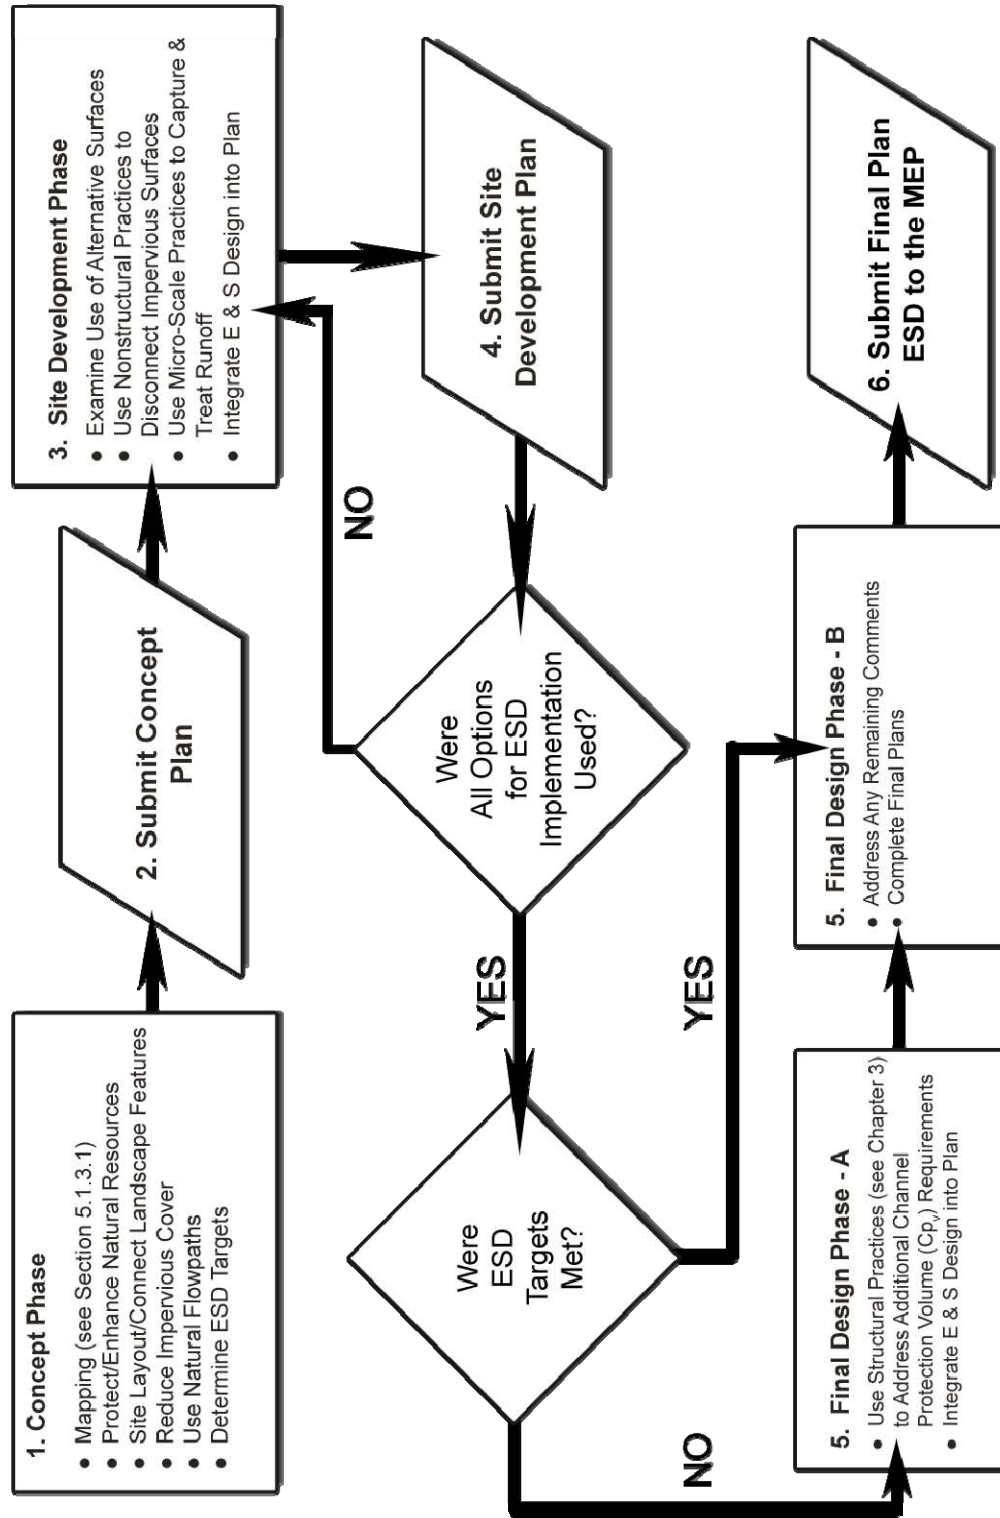 1. Concept Phase
● Mapping (see Section 5.1.3.1)
● Protect/Enhance Natural Resources
● Site Layout/Connect Landscape Features
● Reduce Impervious Cover
● Use Natural Flowpaths
● Determine ESD Targets
2. Submit Concept
Plan
3. Site Development Phase
● Examine Use of Alternative Surfaces
● Use Nonstructural Practices to
Disconnect Impervious Surfaces
● Use Micro-Scale Practices to Capture &
Treat Runoff
● Integrate E & S Design into Plan
NO
4. Submit Site
Development Plan
Were
All Options
for ESD
Implementation
Used?
YES
Were
ESD
Targets
Met?
YES
NO
5. Final Design Phase - A
● Use Structural Practices (see Chapter 3)
to Address Additional Channel
Protection Volume (Cpv) Requirements
● Integrate E & S Design into Plan
5. Final Design Phase - B
● Address Any Remaining Comments
● Complete Final Plans
6. Submit Final Plan
ESD to the MEP